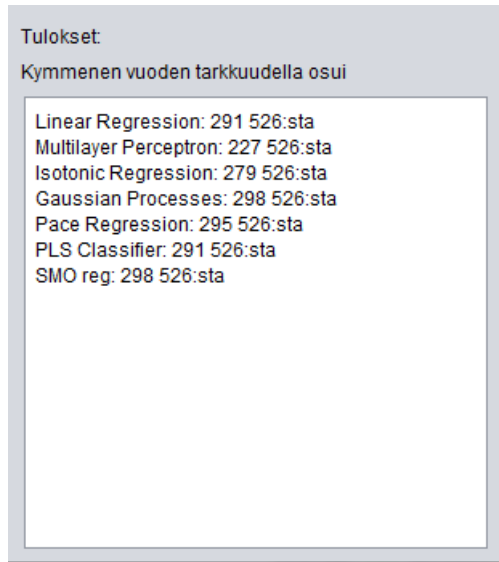 Tulokset:
Kymmenen vuoden tarkkuudella osui
Linear Regression: 291 526:sta
Multilayer Perceptron: 227 526:sta
Isotonic Regression: 279 526:sta
Gaussian Processes: 298 526:sta
Pace Regression: 295 526:sta
PLS Classifier: 291 526:sta
SMO reg: 298 526:sta